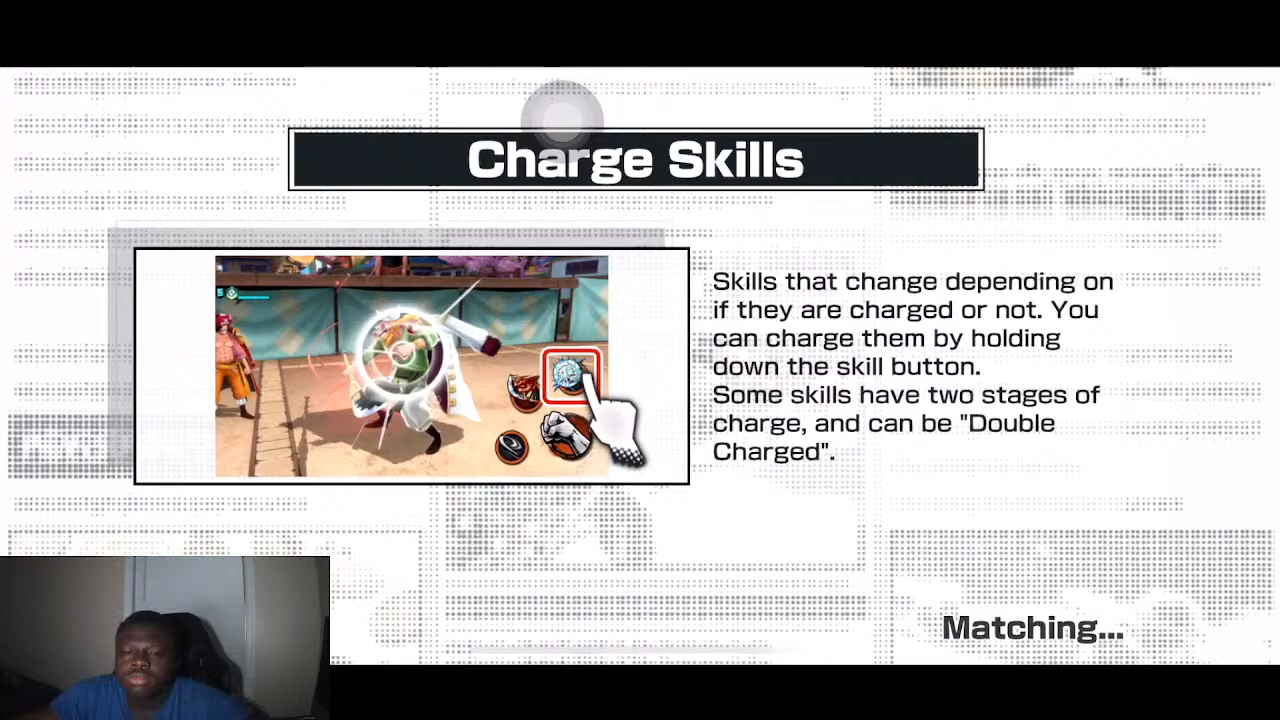 Charge Skills
Skills that change depending on
if they are charged or not. You
can charge them by holding
down the skill button.
Some skills have two stages of
charge, and can be "Double
Charged".
Matching...